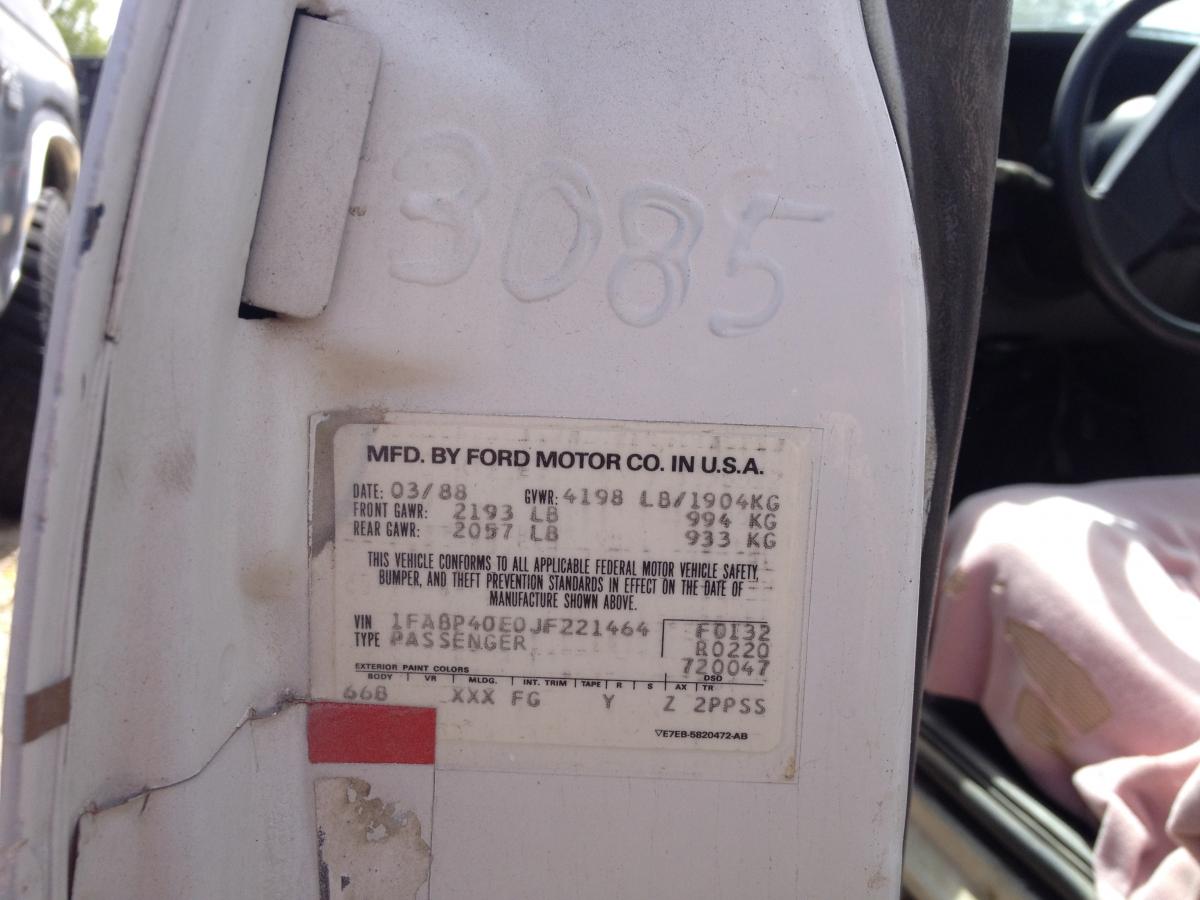 3085
MFD. BY FORD MOTOR CO. IN U.S.A.
DATE: 03/88 GVWR: 4198 LB/1904KG
FRONT GAWR: 2193 LB 994 KG
REAR GAWR: 2057 LB 933 KG
THIS VEHICLE CONFORMS TO ALL APPLICABLE FEDERAL MOTOR VEHICLE SAFETY,
BUMPER, AND THEFT PREVENTION STANDARDS IN EFFECT ON THE DATE OF
MANUFACTURE SHOWN ABOVE.
VIN 1FABP40E0JF221464 F0132
TYPE PASSENGER R0220
720047
EXTERIOR PAINT COLORS DSO
BODY VR MLDG. INT. TRIM TAPE R S AX TR
66B XXX FG Y Z 2PPSS
▽E7EB-5820472-AB